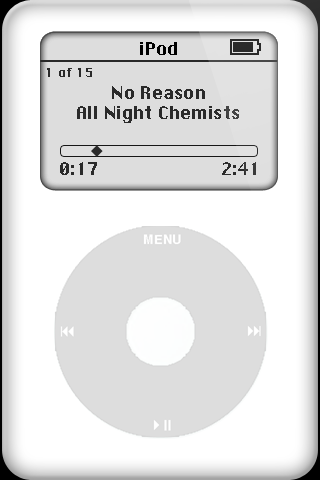 iPod
1 of 15
No Reason
All Night Chemists
0:17 2:41
MENU